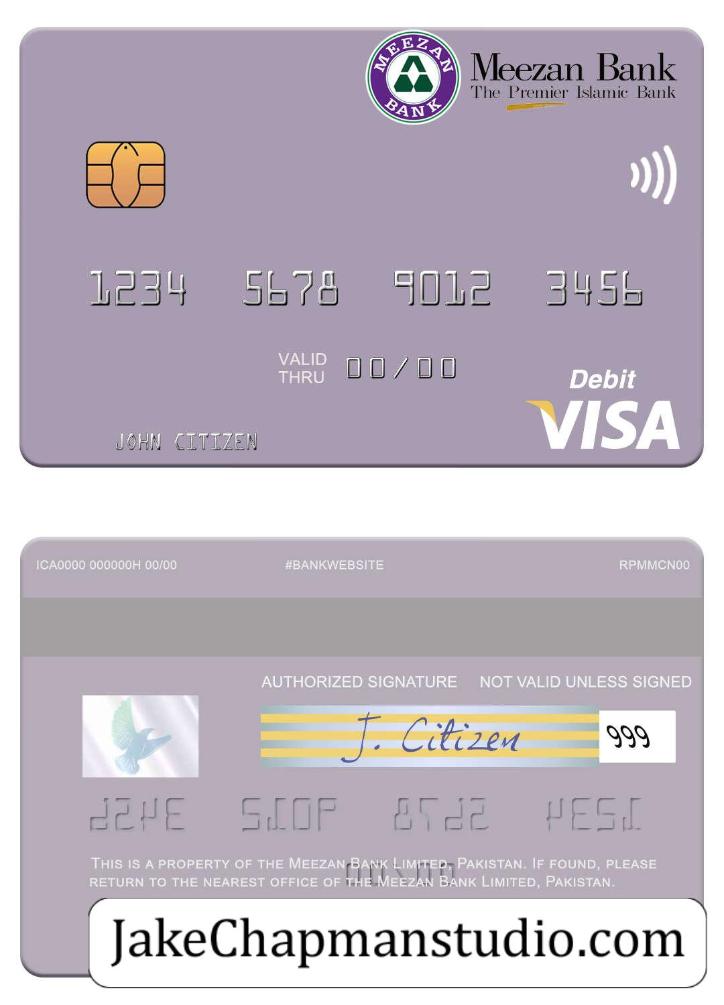 MEEZAN BANK
Meezan Bank
The Premier Islamic Bank
1234 5678 9012 3456
VALID THRU 00/00
Debit
VISA
JOHN CITIZEN
ICA0000 000000H 00/00 #BANKWEBSITE RPMMCN00
AUTHORIZED SIGNATURE NOT VALID UNLESS SIGNED
J. Citizen 999
THIS IS A PROPERTY OF THE MEEZAN BANK LIMITED, PAKISTAN. IF FOUND, PLEASE
RETURN TO THE NEAREST OFFICE OF THE MEEZAN BANK LIMITED, PAKISTAN.
JakeChapmanstudio.com